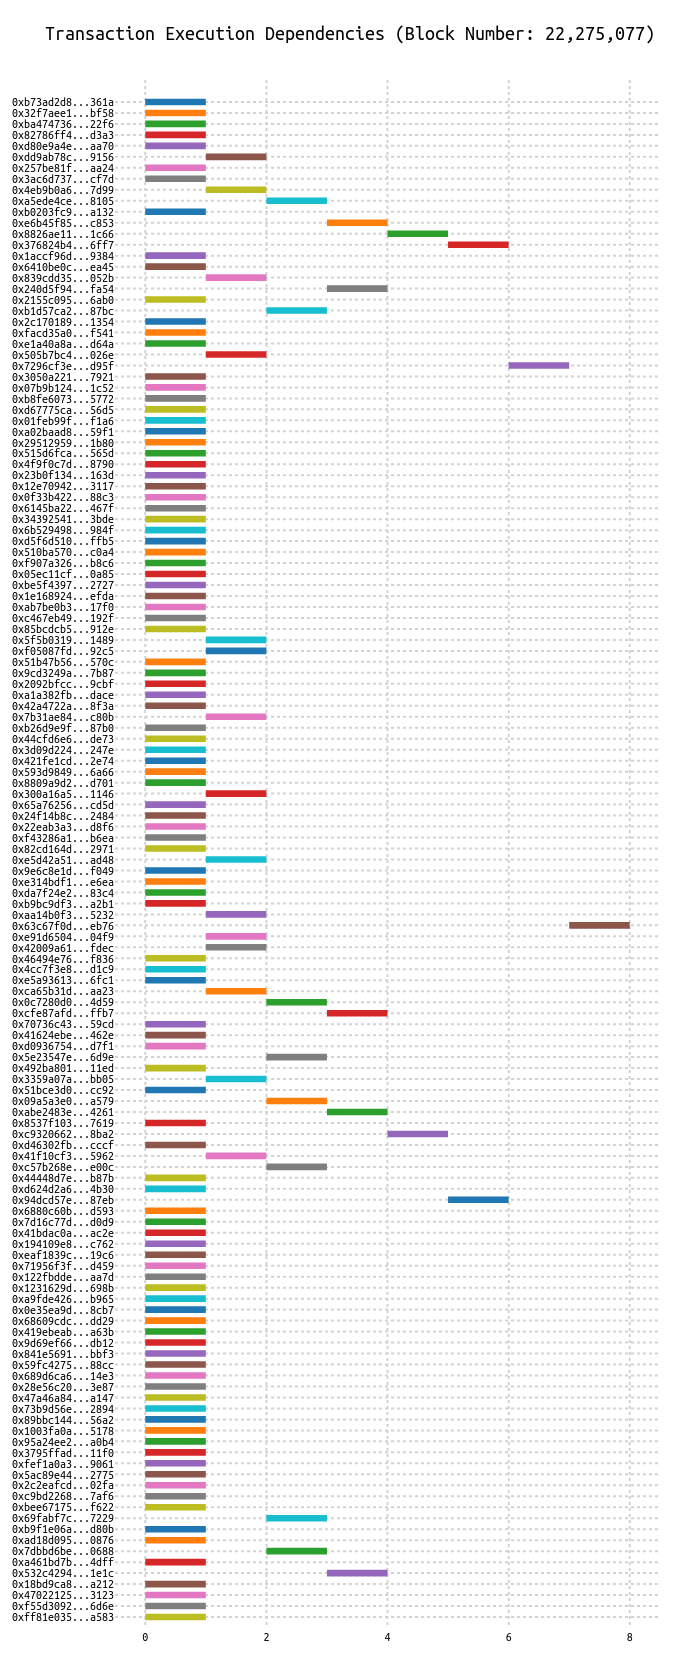 Transaction Execution Dependencies (Block Number: 22,275,077)
0xb73ad2d8...361a
0x32f7aee1...bf58
0xba474736...22f6
0x82786ff4...d3a3
0xd80e9a4e...aa70
0xdd9ab78c...9156
0x257be81f...aa24
0x3ac6d737...cf7d
0x4eb9b0a6...7d99
0xa5ede4ce...8105
0xb0203fc9...a132
0xe6b45f85...c853
0x8826ae11...1c66
0x376824b4...6ff7
0x1accf96d...9384
0x6410be0c...ea45
0x839cdd35...052b
0x240d5f94...fa54
0x2155c095...6ab0
0xb1d57ca2...87bc
0x2c170189...1354
0xfacd35a0...f541
0xe1a40a8a...d64a
0x505b7bc4...026e
0x7296cf3e...d95f
0x3050a221...7921
0x07b9b124...1c52
0xb8fe6073...5772
0xd67775ca...56d5
0x01feb99f...f1a6
0xa02baad8...59f1
0x29512959...1b80
0x515d6fca...565d
0x4f9f0c7d...8790
0x23b0f134...163d
0x12e70942...3117
0x0f33b422...88c3
0x6145ba22...467f
0x34392541...3bde
0x6b529498...984f
0xd5f6d510...ffb5
0x510ba570...c0a4
0xf907a326...b8c6
0x05ec11cf...0a85
0xbe5f4397...2727
0x1e168924...efda
0xab7be0b3...17f0
0xc467eb49...192f
0x85bcdcb5...912e
0x5f5b0319...1489
0xf05087fd...92c5
0x51b47b56...570c
0x9cd3249a...7b87
0x2092bfcc...9cbf
0xa1a382fb...dace
0x42a4722a...8f3a
0x7b31ae84...c80b
0xb26d9e9f...87b0
0x44cfd6e6...de73
0x3d09d224...247e
0x421fe1cd...2e74
0x593d9849...6a66
0x8809a9d2...d701
0x300a16a5...1146
0x65a76256...cd5d
0x24f14b8c...2484
0x22eab3a3...d8f6
0xf43286a1...b6ea
0x82cd164d...2971
0xe5d42a51...ad48
0x9e6c8e1d...f049
0xe314bdf1...e6ea
0xda7f24e2...83c4
0xb9bc9df3...a2b1
0xaa14b0f3...5232
0x63c67f0d...eb76
0xe91d6504...04f9
0x42009a61...fdec
0x46494e76...f836
0x4cc7f3e8...d1c9
0xe5a93613...6fc1
0xca65b31d...aa23
0x0c7280d0...4d59
0xcfe87afd...ffb7
0x70736c43...59cd
0x41624ebe...462e
0xd0936754...d7f1
0x5e23547e...6d9e
0x492ba801...11ed
0x3359a07a...bb05
0x51bce3d0...cc92
0x09a5a3e0...a579
0xabe2483e...4261
0x8537f103...7619
0xc9320662...8ba2
0xd46302fb...cccf
0x41f10cf3...5962
0xc57b268e...e00c
0x44448d7e...b87b
0xd624d2a6...4b30
0x94dcd57e...87eb
0x6880c60b...d593
0x7d16c77d...d0d9
0x41bdac0a...ac2e
0x194109e8...c762
0xeaf1839c...19c6
0x71956f3f...d459
0x122fbdde...aa7d
0x1231629d...698b
0xa9fde426...b965
0x0e35ea9d...8cb7
0x68609cdc...dd29
0x419ebeab...a63b
0x9d69ef66...db12
0x841e5691...bbf3
0x59fc4275...88cc
0x689d6ca6...14e3
0x28e56c20...3e87
0x47a46a84...a147
0x73b9d56e...2894
0x89bbc144...56a2
0x1003fa0a...5178
0x95a24ee2...a0b4
0x3795ffad...11f0
0xfef1a0a3...9061
0x5ac89e44...2775
0x2c2eafcd...02fa
0xc9bd2268...7af6
0xbee67175...f622
0x69fabf7c...7229
0xb9f1e06a...d80b
0xad18d095...0876
0x7dbbd6be...0688
0xa461bd7b...4dff
0x532c4294...1e1c
0x18bd9ca8...a212
0x47022125...3123
0xf55d3092...6d6e
0xff81e035...a583
0 2 4 6 8